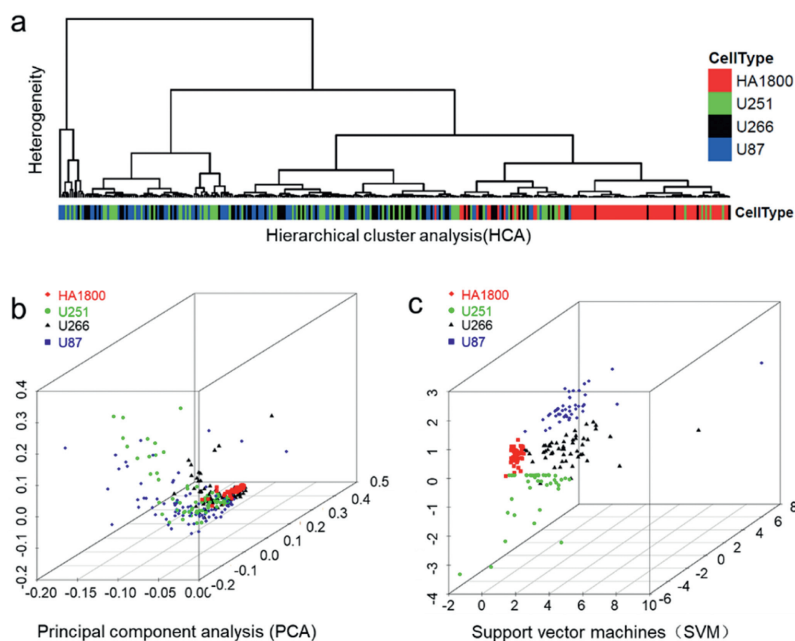 a
Heterogeneity
CellType
HA1800
U251
U266
U87
CellType
Hierarchical cluster analysis(HCA)
b
HA1800
U251
U266
U87
0.4
0.3
0.2
0.1
0.0
-0.1
-0.2
-0.20 -0.15 -0.10 -0.05 0.00
-0.2
-0.1
0.0
0.1
0.2
0.3
0.4
0.5
Principal component analysis (PCA)
c
HA1800
U251
U266
U87
3
2
1
0
-1
-2
-3
-4
-2 0 2 4 6 8 10
-6
-4
-2
0
2
4
6
8
Support vector machines（SVM）